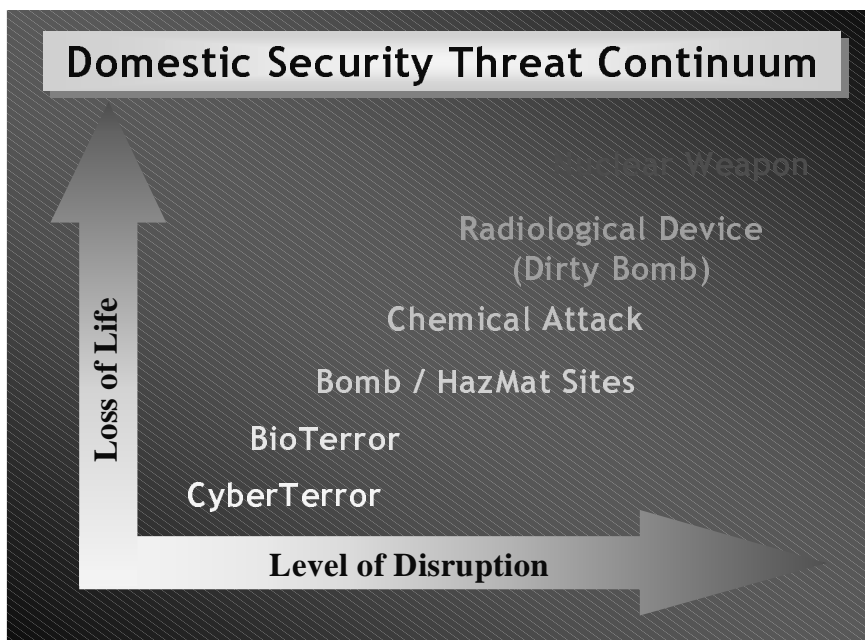 Domestic Security Threat Continuum
Nuclear Weapon
Radiological Device
(Dirty Bomb)
Chemical Attack
Bomb / HazMat Sites
BioTerror
CyberTerror
Loss of Life
Level of Disruption